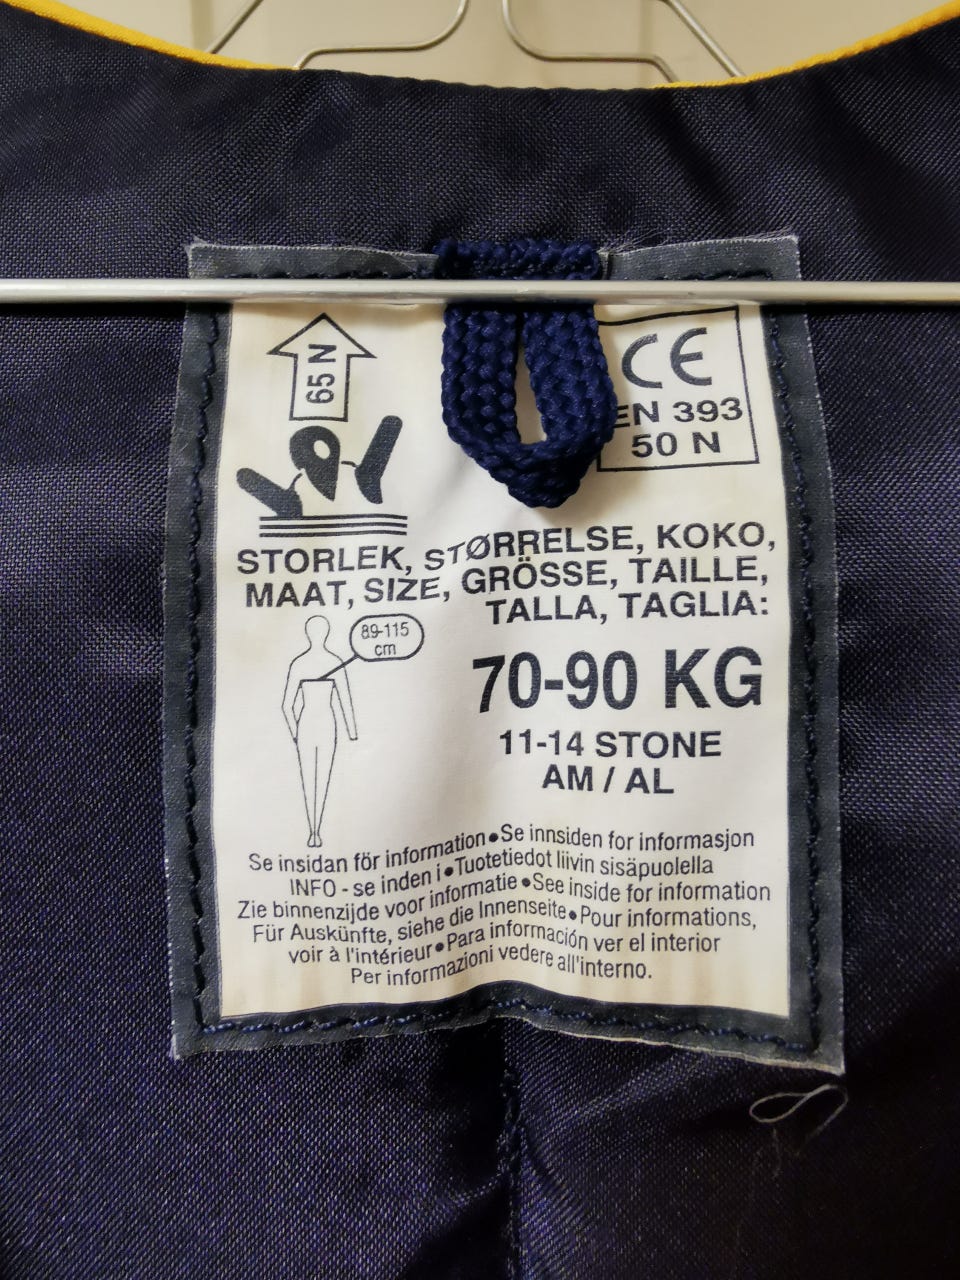 65 N
CE
EN 393
50 N
STORLEK, STØRRELSE, KOKO,
MAAT, SIZE, GRÖSSE, TAILLE,
TALLA, TAGLIA:
89-115
cm
70-90 KG
11-14 STONE
AM / AL
Se insidan för information•Se innsiden for informasjon
INFO - se inden i•Tuotetiedot liivin sisäpuolella
Zie binnenzijde voor informatie•See inside for information
Für Auskünfte, siehe die Innenseite•Pour informations,
voir à l'intérieur•Para información ver el interior
Per informazioni vedere all'interno.